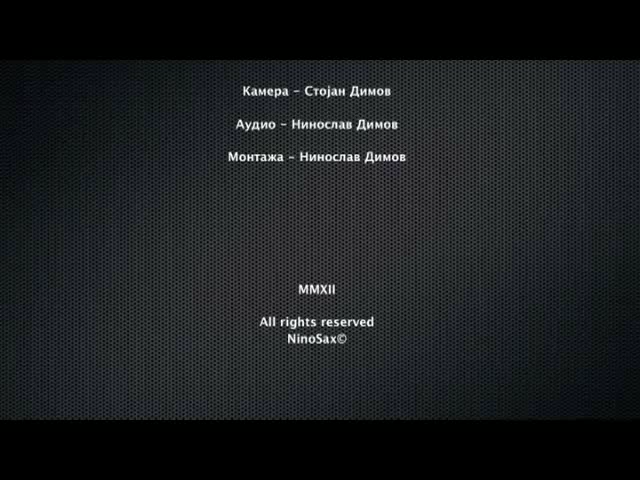 Камера - Стојан Димов
Аудио - Нинослав Димов
Монтажа - Нинослав Димов
MMXII
All rights reserved
NinoSax©